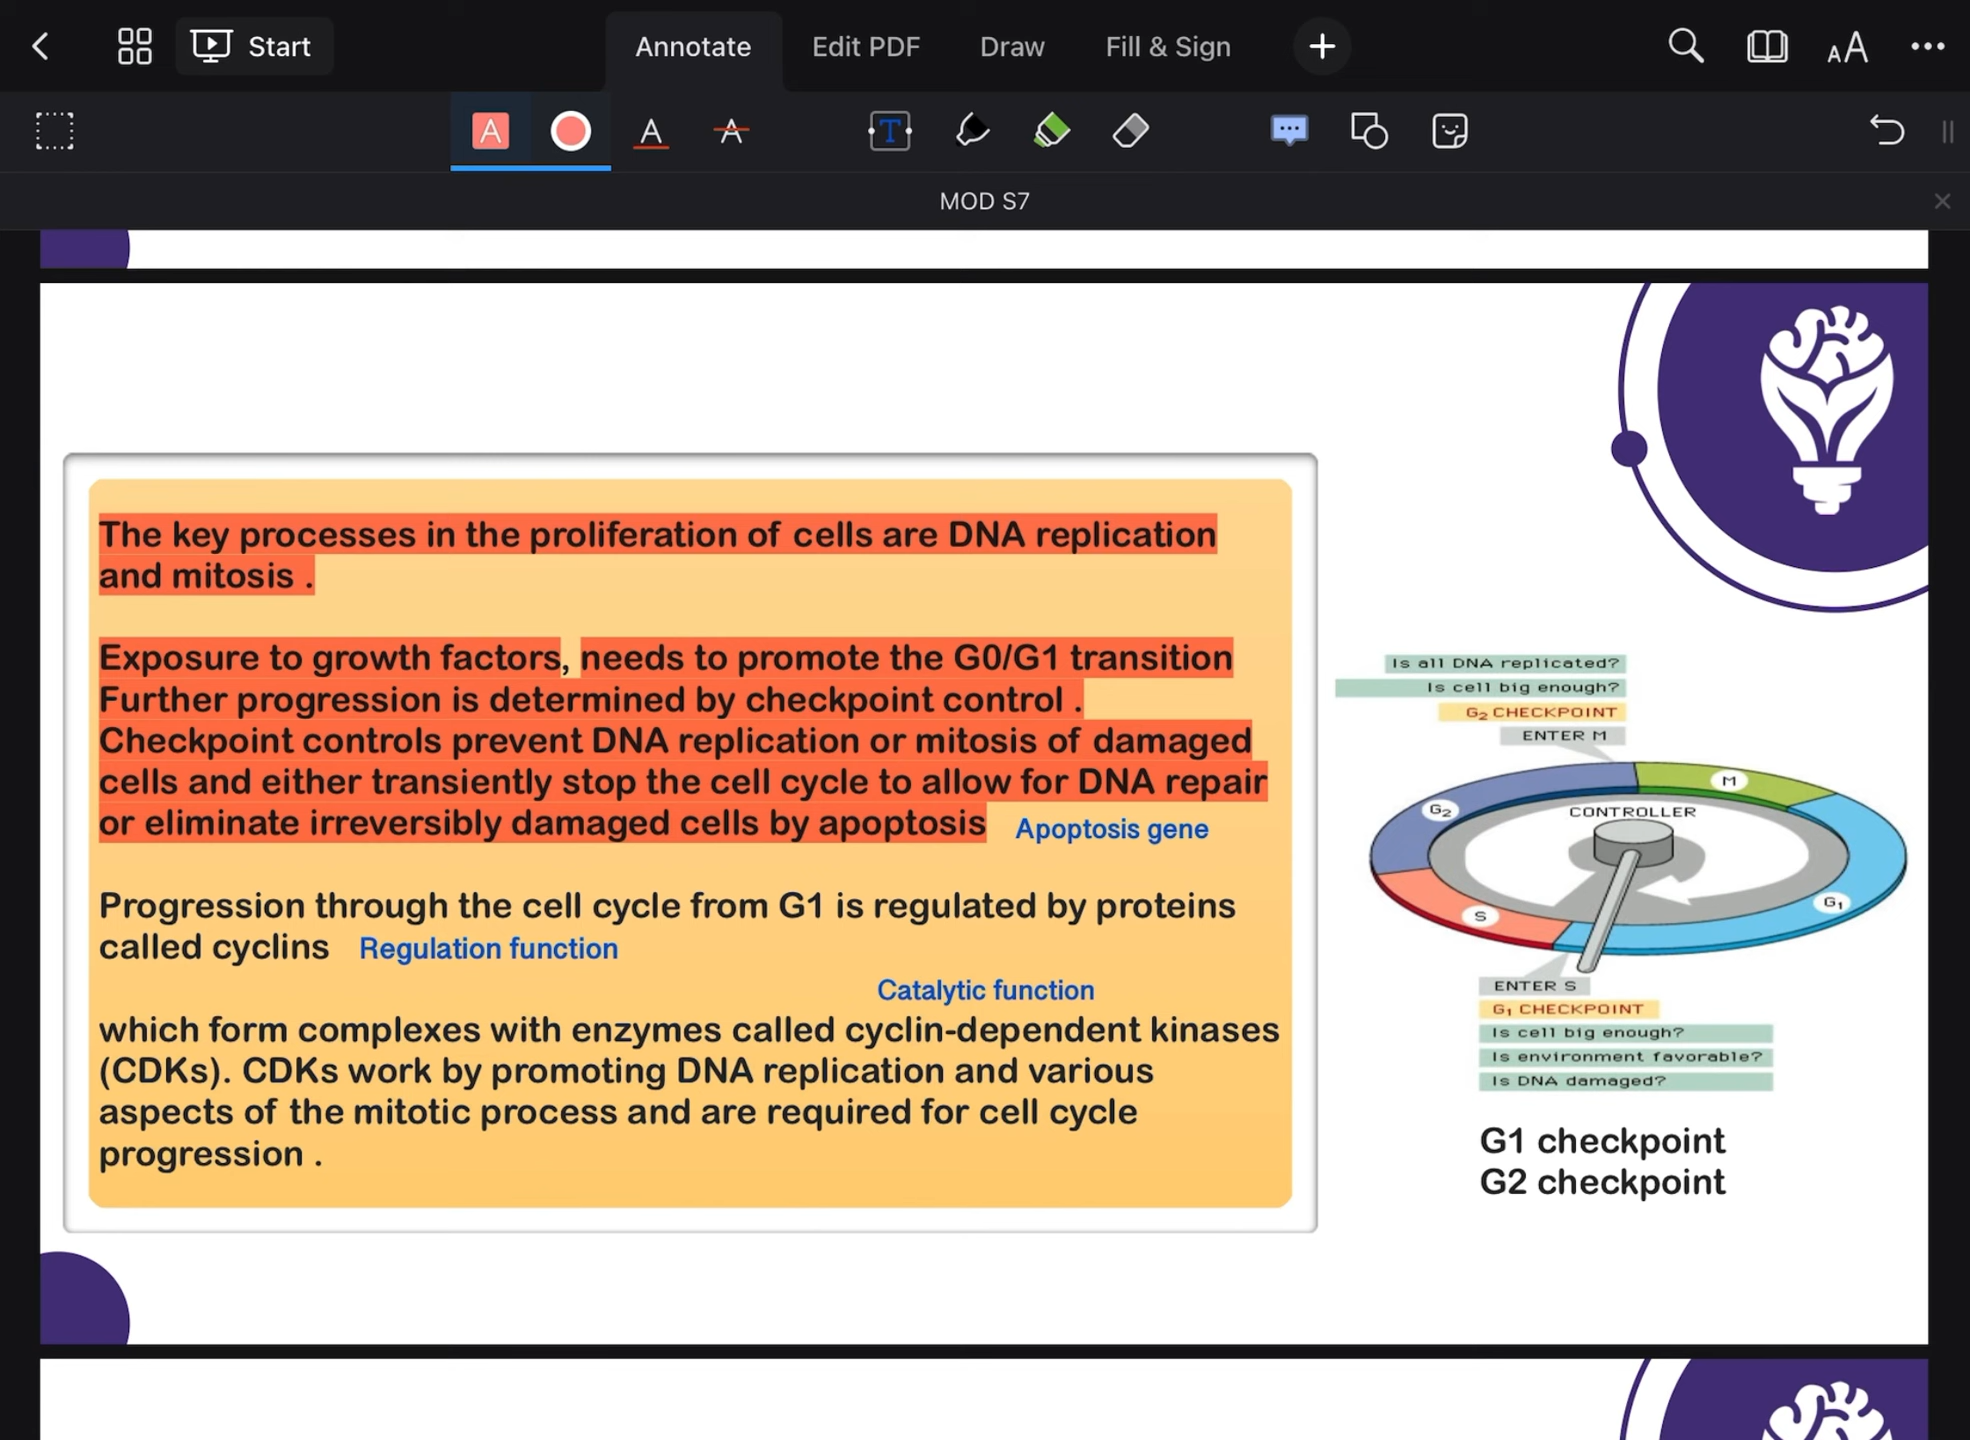 Start
Annotate
Edit PDF
Draw
Fill & Sign
AA
A
A
A
T
MOD S7
The key processes in the proliferation of cells are DNA replication
and mitosis .
Exposure to growth factors, needs to promote the G0/G1 transition
Further progression is determined by checkpoint control .
Checkpoint controls prevent DNA replication or mitosis of damaged
cells and either transiently stop the cell cycle to allow for DNA repair
or eliminate irreversibly damaged cells by apoptosis Apoptosis gene
Progression through the cell cycle from G1 is regulated by proteins
called cyclins Regulation function
Catalytic function
which form complexes with enzymes called cyclin-dependent kinases
(CDKs). CDKs work by promoting DNA replication and various
aspects of the mitotic process and are required for cell cycle
progression .
Is all DNA replicated?
Is cell big enough?
G2 CHECKPOINT
ENTER M
M
G2
CONTROLLER
G1
S
ENTER S
G1 CHECKPOINT
Is cell big enough?
Is environment favorable?
Is DNA damaged?
G1 checkpoint
G2 checkpoint